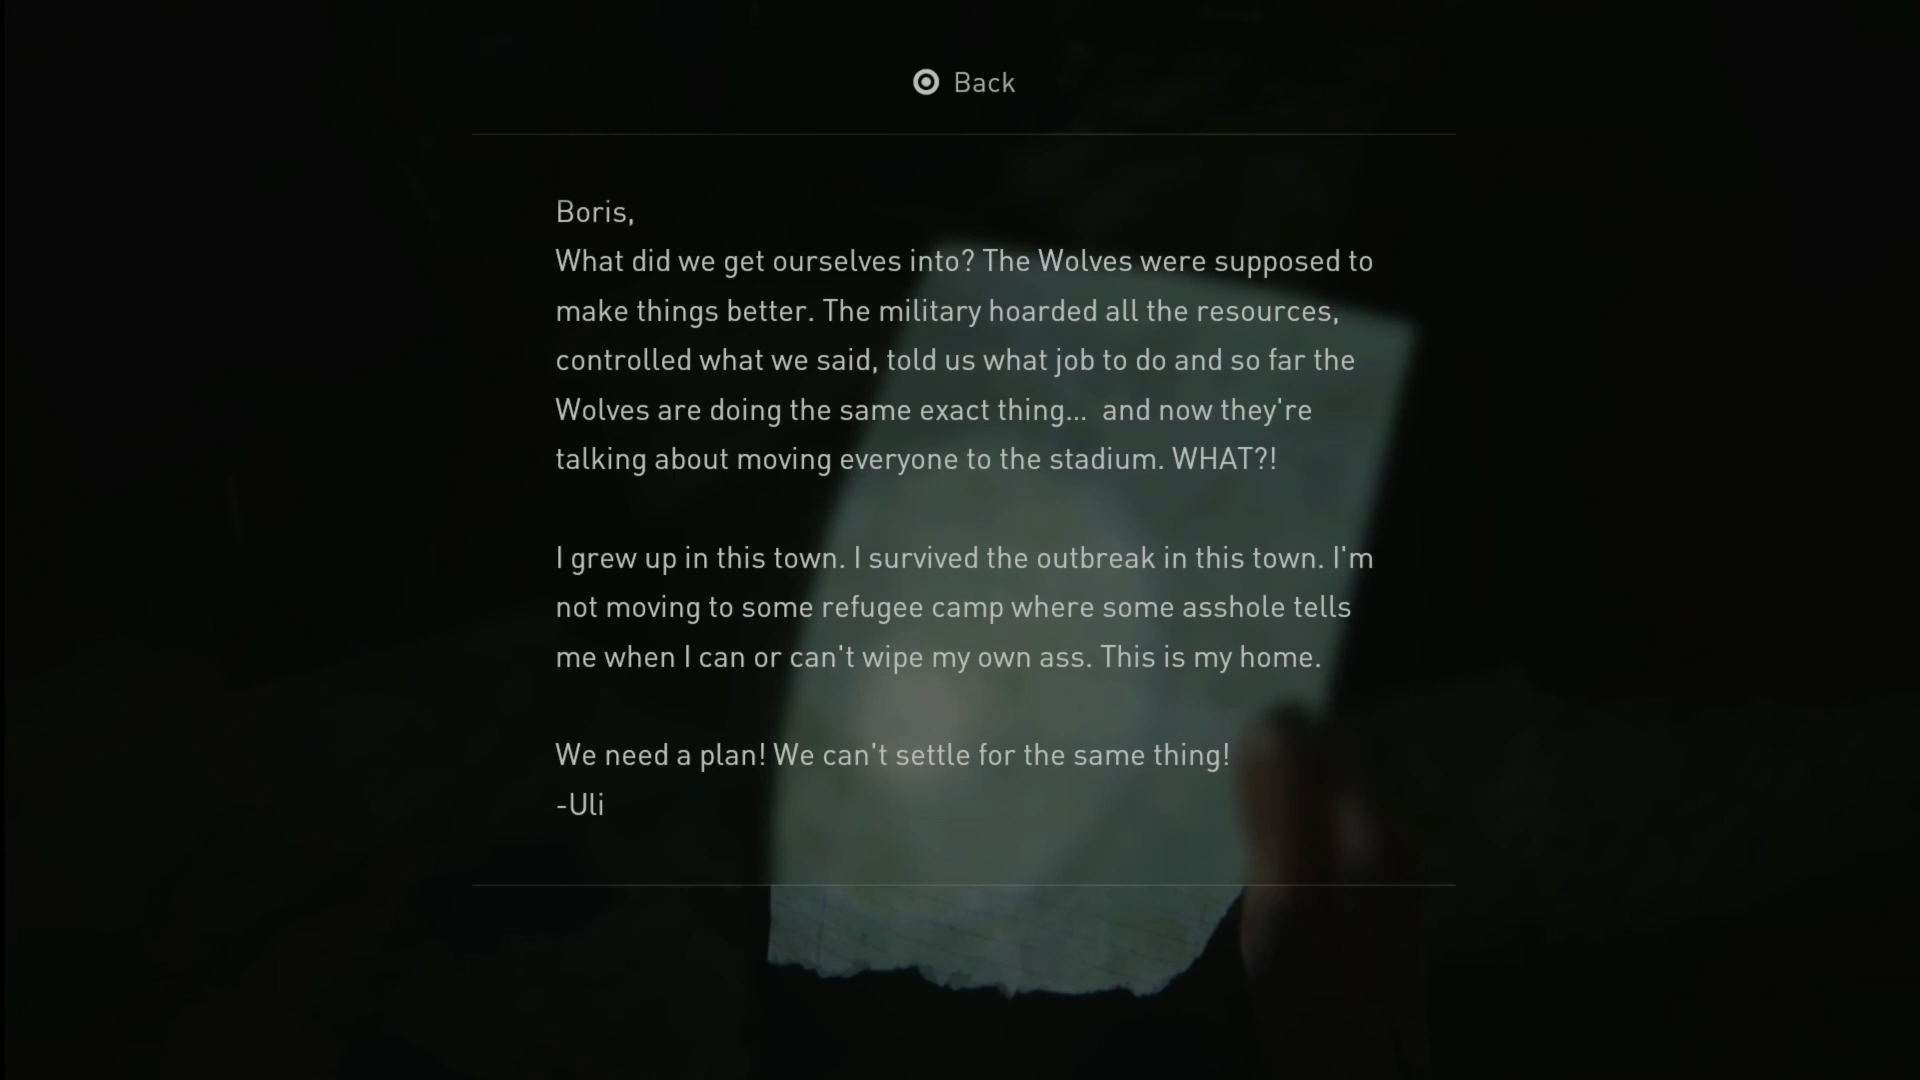 Back
Boris,
What did we get ourselves into? The Wolves were supposed to
make things better. The military hoarded all the resources,
controlled what we said, told us what job to do and so far the
Wolves are doing the same exact thing...  and now they're
talking about moving everyone to the stadium. WHAT?!
I grew up in this town. I survived the outbreak in this town. I'm
not moving to some refugee camp where some asshole tells
me when I can or can't wipe my own ass. This is my home.
We need a plan! We can't settle for the same thing!
-Uli